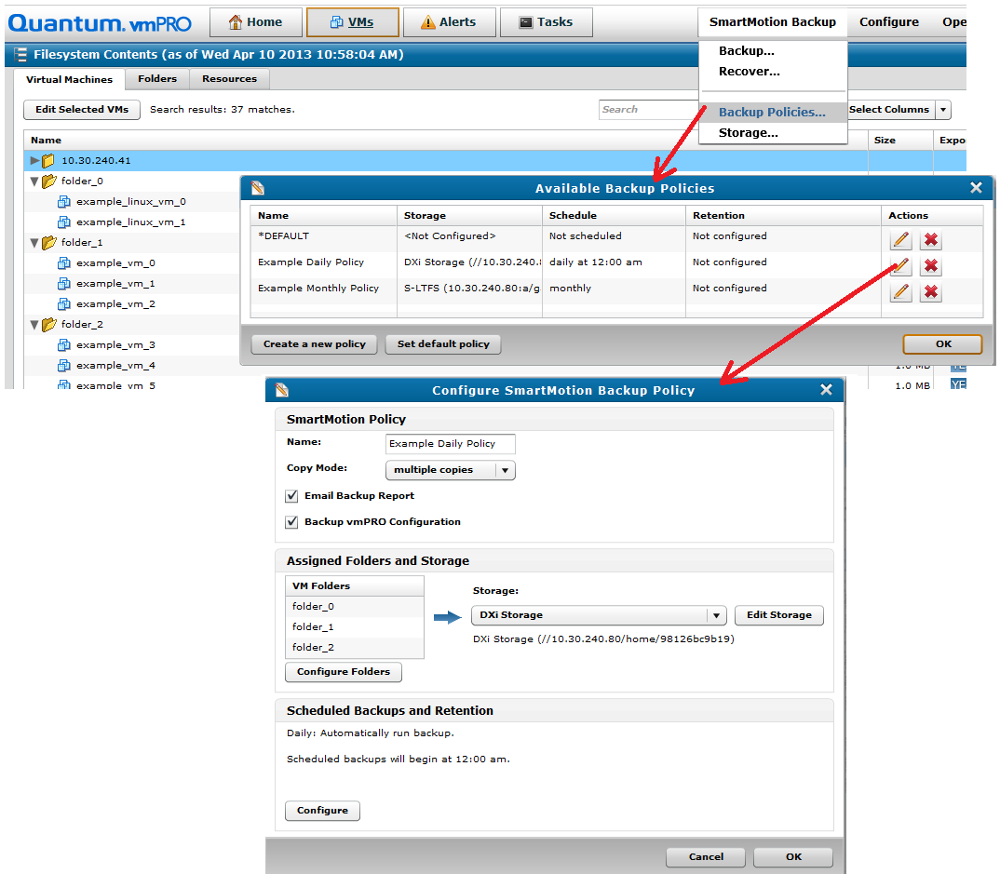 Quantum. vmPRO Home VMs Alerts Tasks SmartMotion Backup Configure Ope
Filesystem Contents (as of Wed Apr 10 2013 10:58:04 AM)
Backup...
Recover...
Backup Policies...
Storage...
Virtual Machines Folders Resources
Edit Selected VMs Search results: 37 matches. Search Select Columns
Name Size Expo
10.30.240.41
folder_0
example_linux_vm_0
example_linux_vm_1
folder_1
example_vm_0
example_vm_1
example_vm_2
folder_2
example_vm_3
example_vm_4 1.0 MB YE
example_vm_5 1.0 MB YE
Available Backup Policies
Name Storage Schedule Retention Actions
*DEFAULT <Not Configured> Not scheduled Not configured
Example Daily Policy DXi Storage (//10.30.240. daily at 12:00 am Not configured
Example Monthly Policy S-LTFS (10.30.240.80:a/g monthly Not configured
Create a new policy Set default policy OK
Configure SmartMotion Backup Policy
SmartMotion Policy
Name: Example Daily Policy
Copy Mode: multiple copies
Email Backup Report
Backup vmPRO Configuration
Assigned Folders and Storage
VM Folders
folder_0
folder_1
folder_2
Configure Folders
Storage:
DXi Storage Edit Storage
DXi Storage (//10.30.240.80/home/98126bc9b19)
Scheduled Backups and Retention
Daily: Automatically run backup.
Scheduled backups will begin at 12:00 am.
Configure
Cancel OK